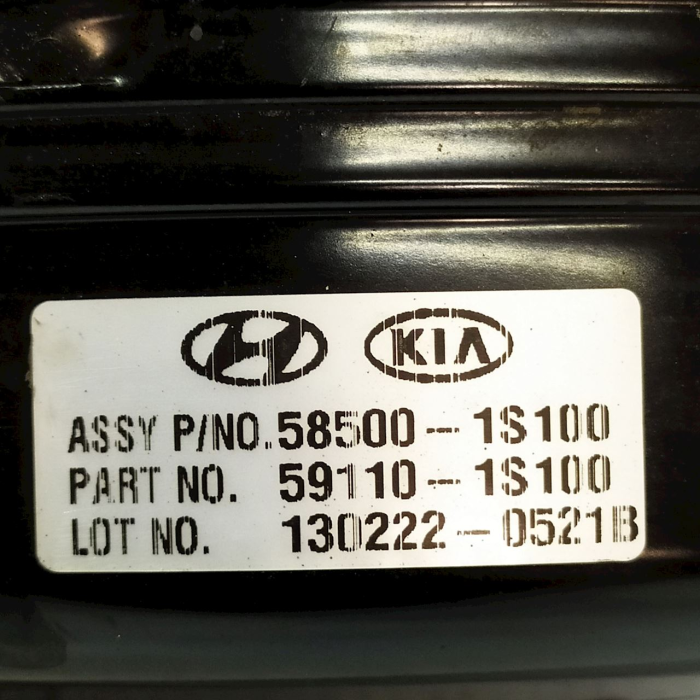 KIA
ASSY P/NO. 58500-1S100
PART NO. 59110-1S100
LOT NO. 130222-0521B